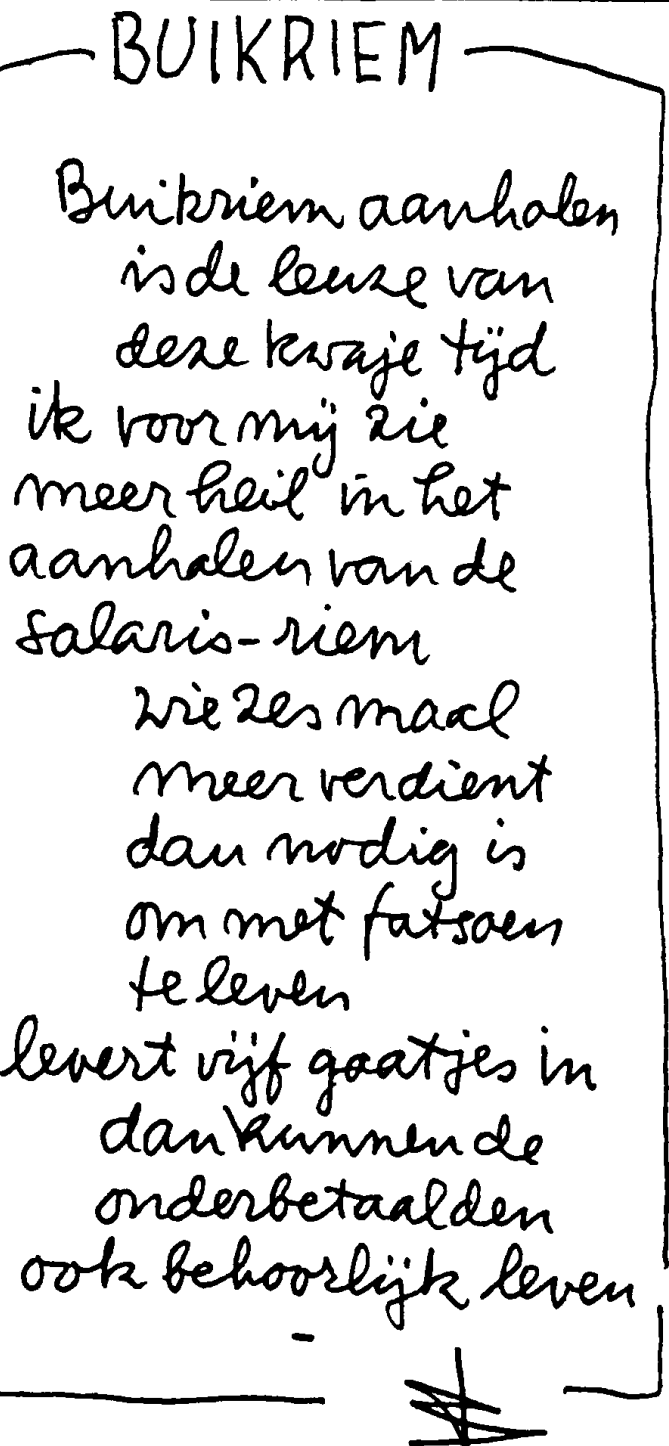 BUIKRIEM
Buikriem aanhalen
is de leuze van
deze kwaje tijd
ik voor mij zie
meer heil in het
aanhalen van de
salaris-riem
wie zes maal
meer verdient
dan nodig is
om met fatsoen
te leven
levert vijf gaatjes in
dan kunnen de
onderbetaalden
ook behoorlijk leven
-